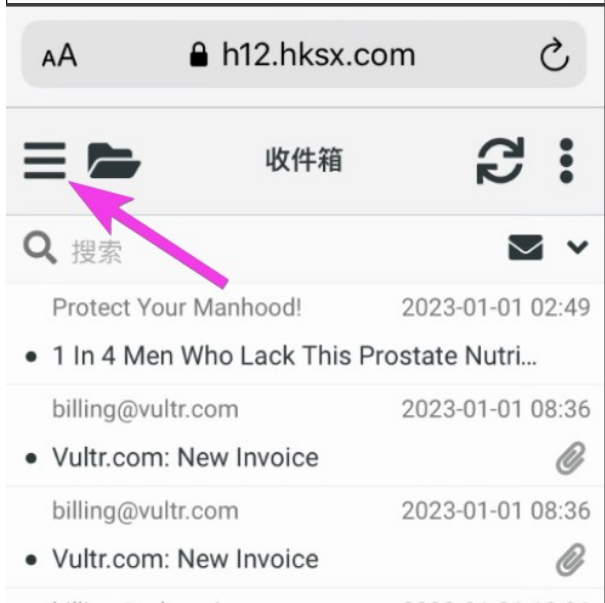 AA h12.hksx.com
收件箱
搜索
Protect Your Manhood! 2023-01-01 02:49
1 In 4 Men Who Lack This Prostate Nutri...
billing@vultr.com 2023-01-01 08:36
Vultr.com: New Invoice
billing@vultr.com 2023-01-01 08:36
Vultr.com: New Invoice